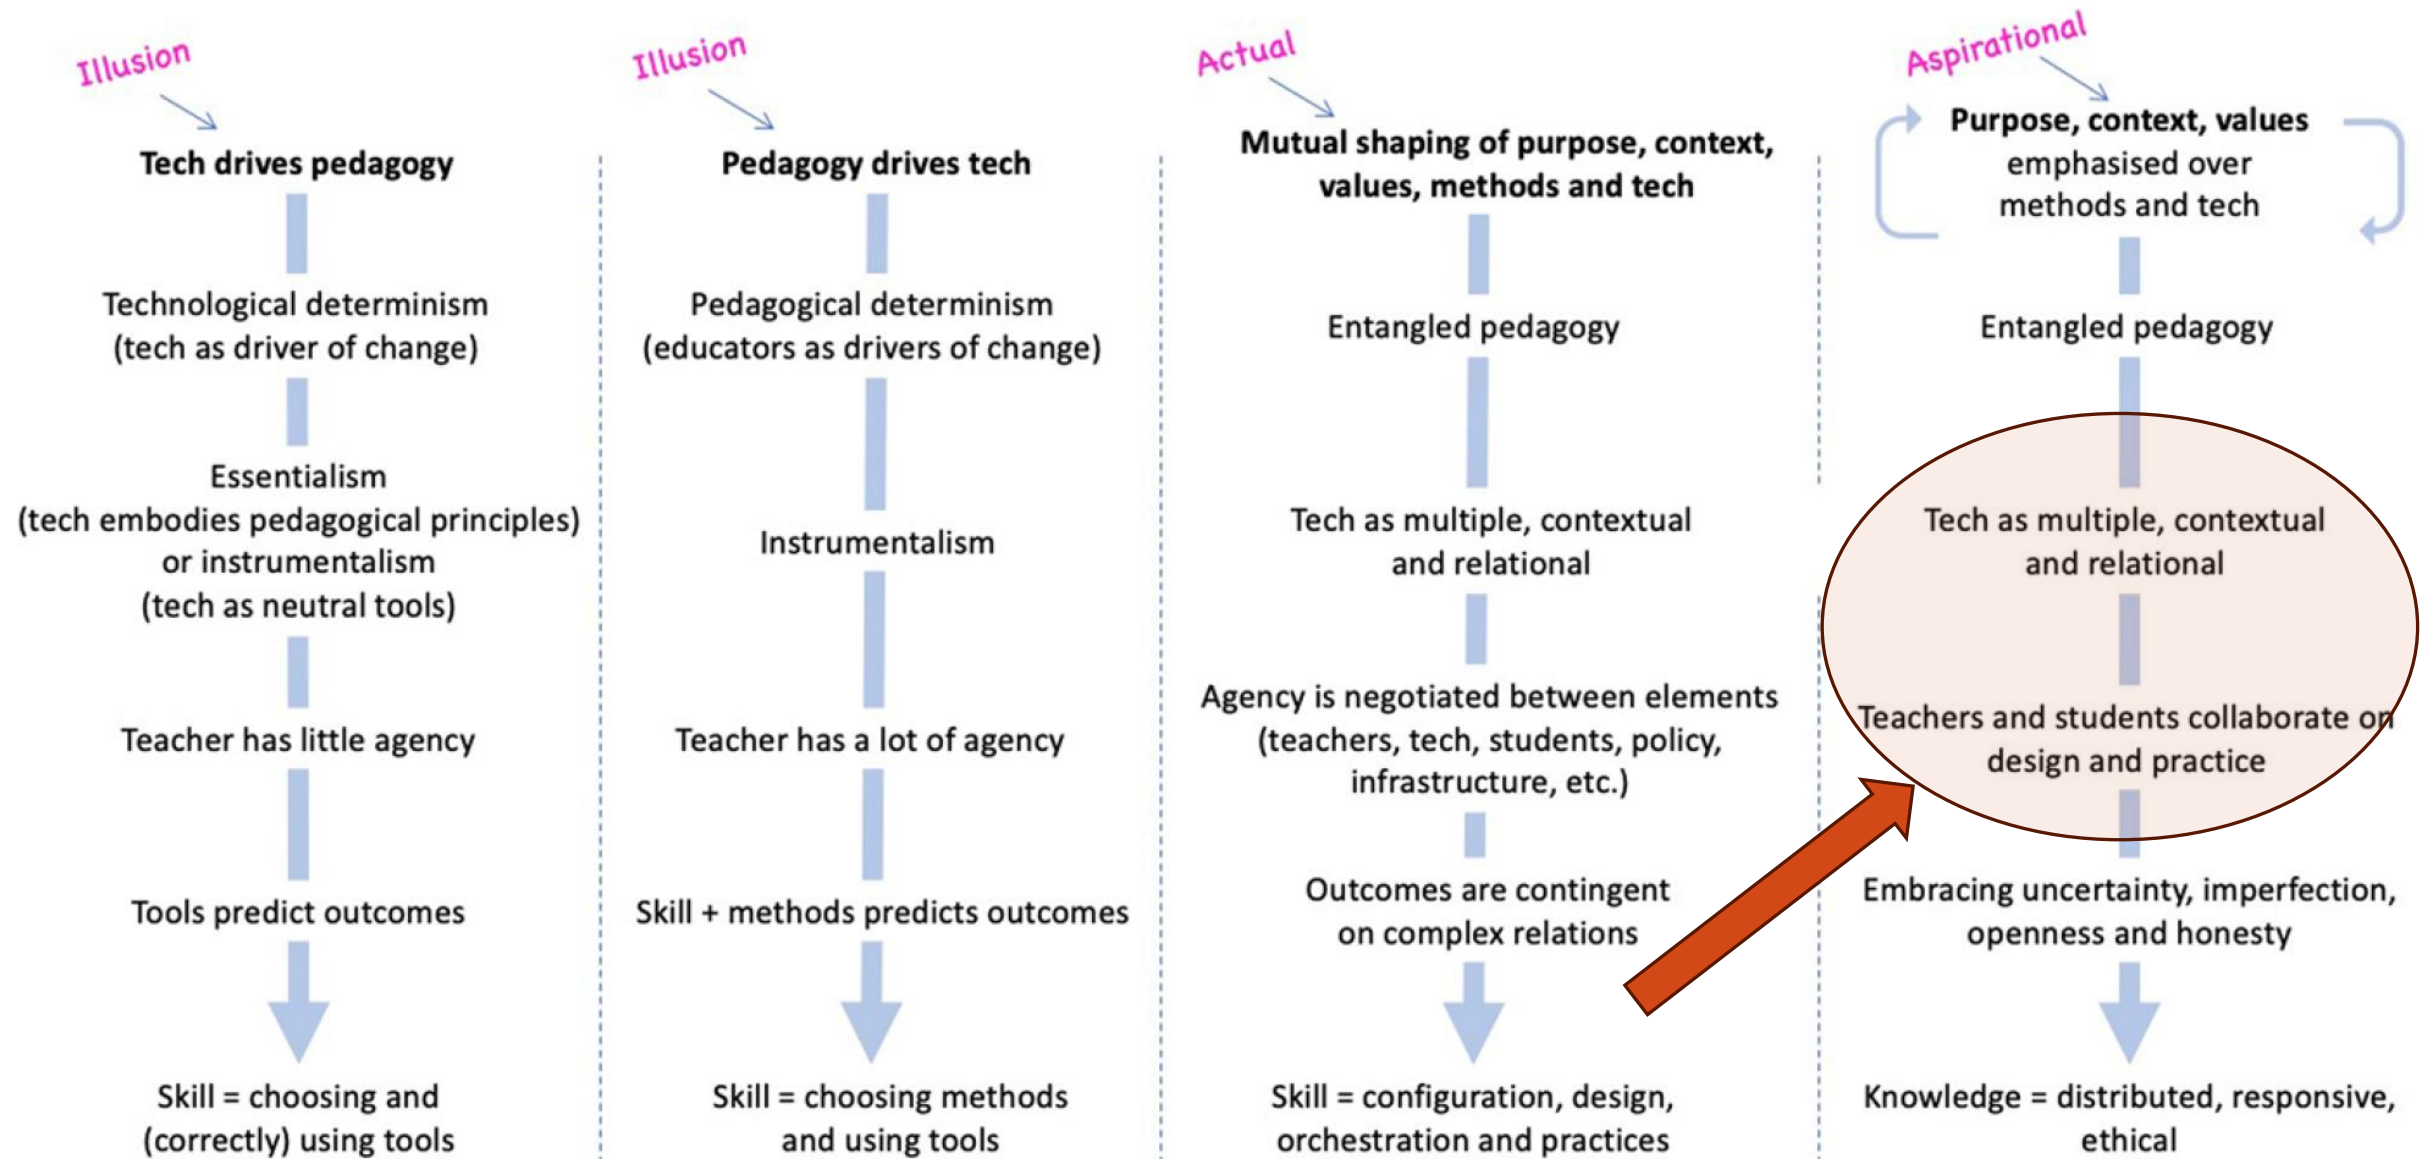 Illusion
Tech drives pedagogy
Technological determinism
(tech as driver of change)
Essentialism
(tech embodies pedagogical principles)
or instrumentalism
(tech as neutral tools)
Teacher has little agency
Tools predict outcomes
Skill = choosing and
(correctly) using tools
Illusion
Pedagogy drives tech
Pedagogical determinism
(educators as drivers of change)
Instrumentalism
Teacher has a lot of agency
Skill + methods predicts outcomes
Skill = choosing methods
and using tools
Actual
Mutual shaping of purpose, context,
values, methods and tech
Entangled pedagogy
Tech as multiple, contextual
and relational
Agency is negotiated between elements
(teachers, tech, students, policy,
infrastructure, etc.)
Outcomes are contingent
on complex relations
Skill = configuration, design,
orchestration and practices
Aspirational
Purpose, context, values
emphasised over
methods and tech
Entangled pedagogy
Tech as multiple, contextual
and relational
Teachers and students collaborate on
design and practice
Embracing uncertainty, imperfection,
openness and honesty
Knowledge = distributed, responsive,
ethical